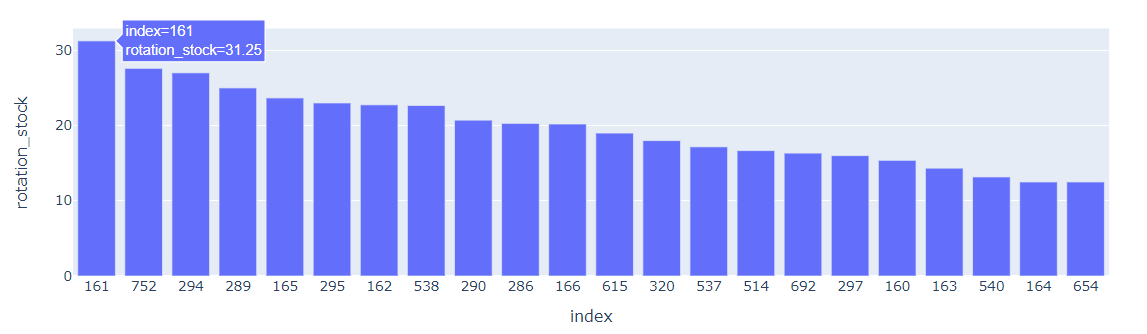 index=161
rotation_stock=31.25
30
20
10
0
rotation_stock
161 752 294 289 165 295 162 538 290 286 166 615 320 537 514 692 297 160 163 540 164 654
index